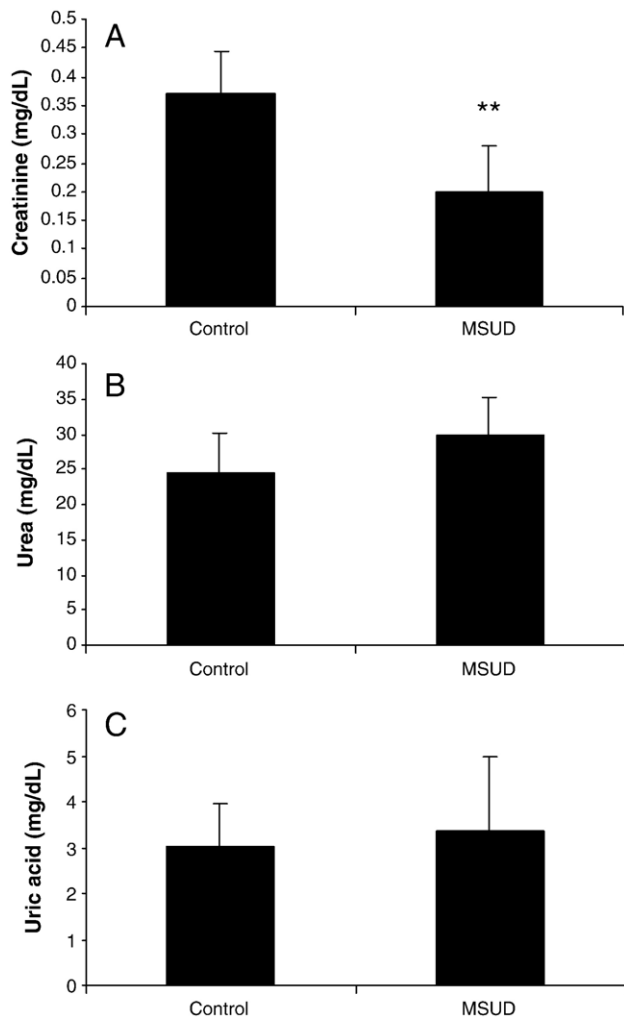 A
Creatinine (mg/dL)
0.5
0.45
0.4
0.35
0.3
0.25
0.2
0.15
0.1
0.05
0
**
Control
MSUD
B
Urea (mg/dL)
40
35
30
25
20
15
10
5
0
Control
MSUD
C
Uric acid (mg/dL)
6
5
4
3
2
1
0
Control
MSUD